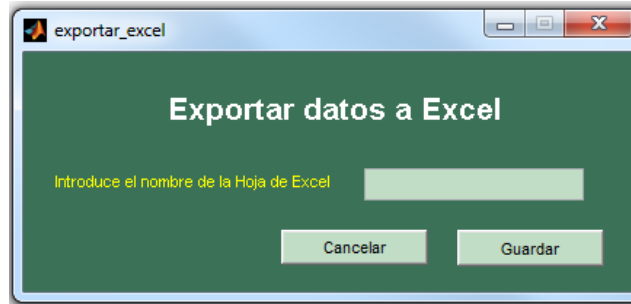 exportar_excel
Exportar datos a Excel
Introduce el nombre de la Hoja de Excel
Cancelar Guardar